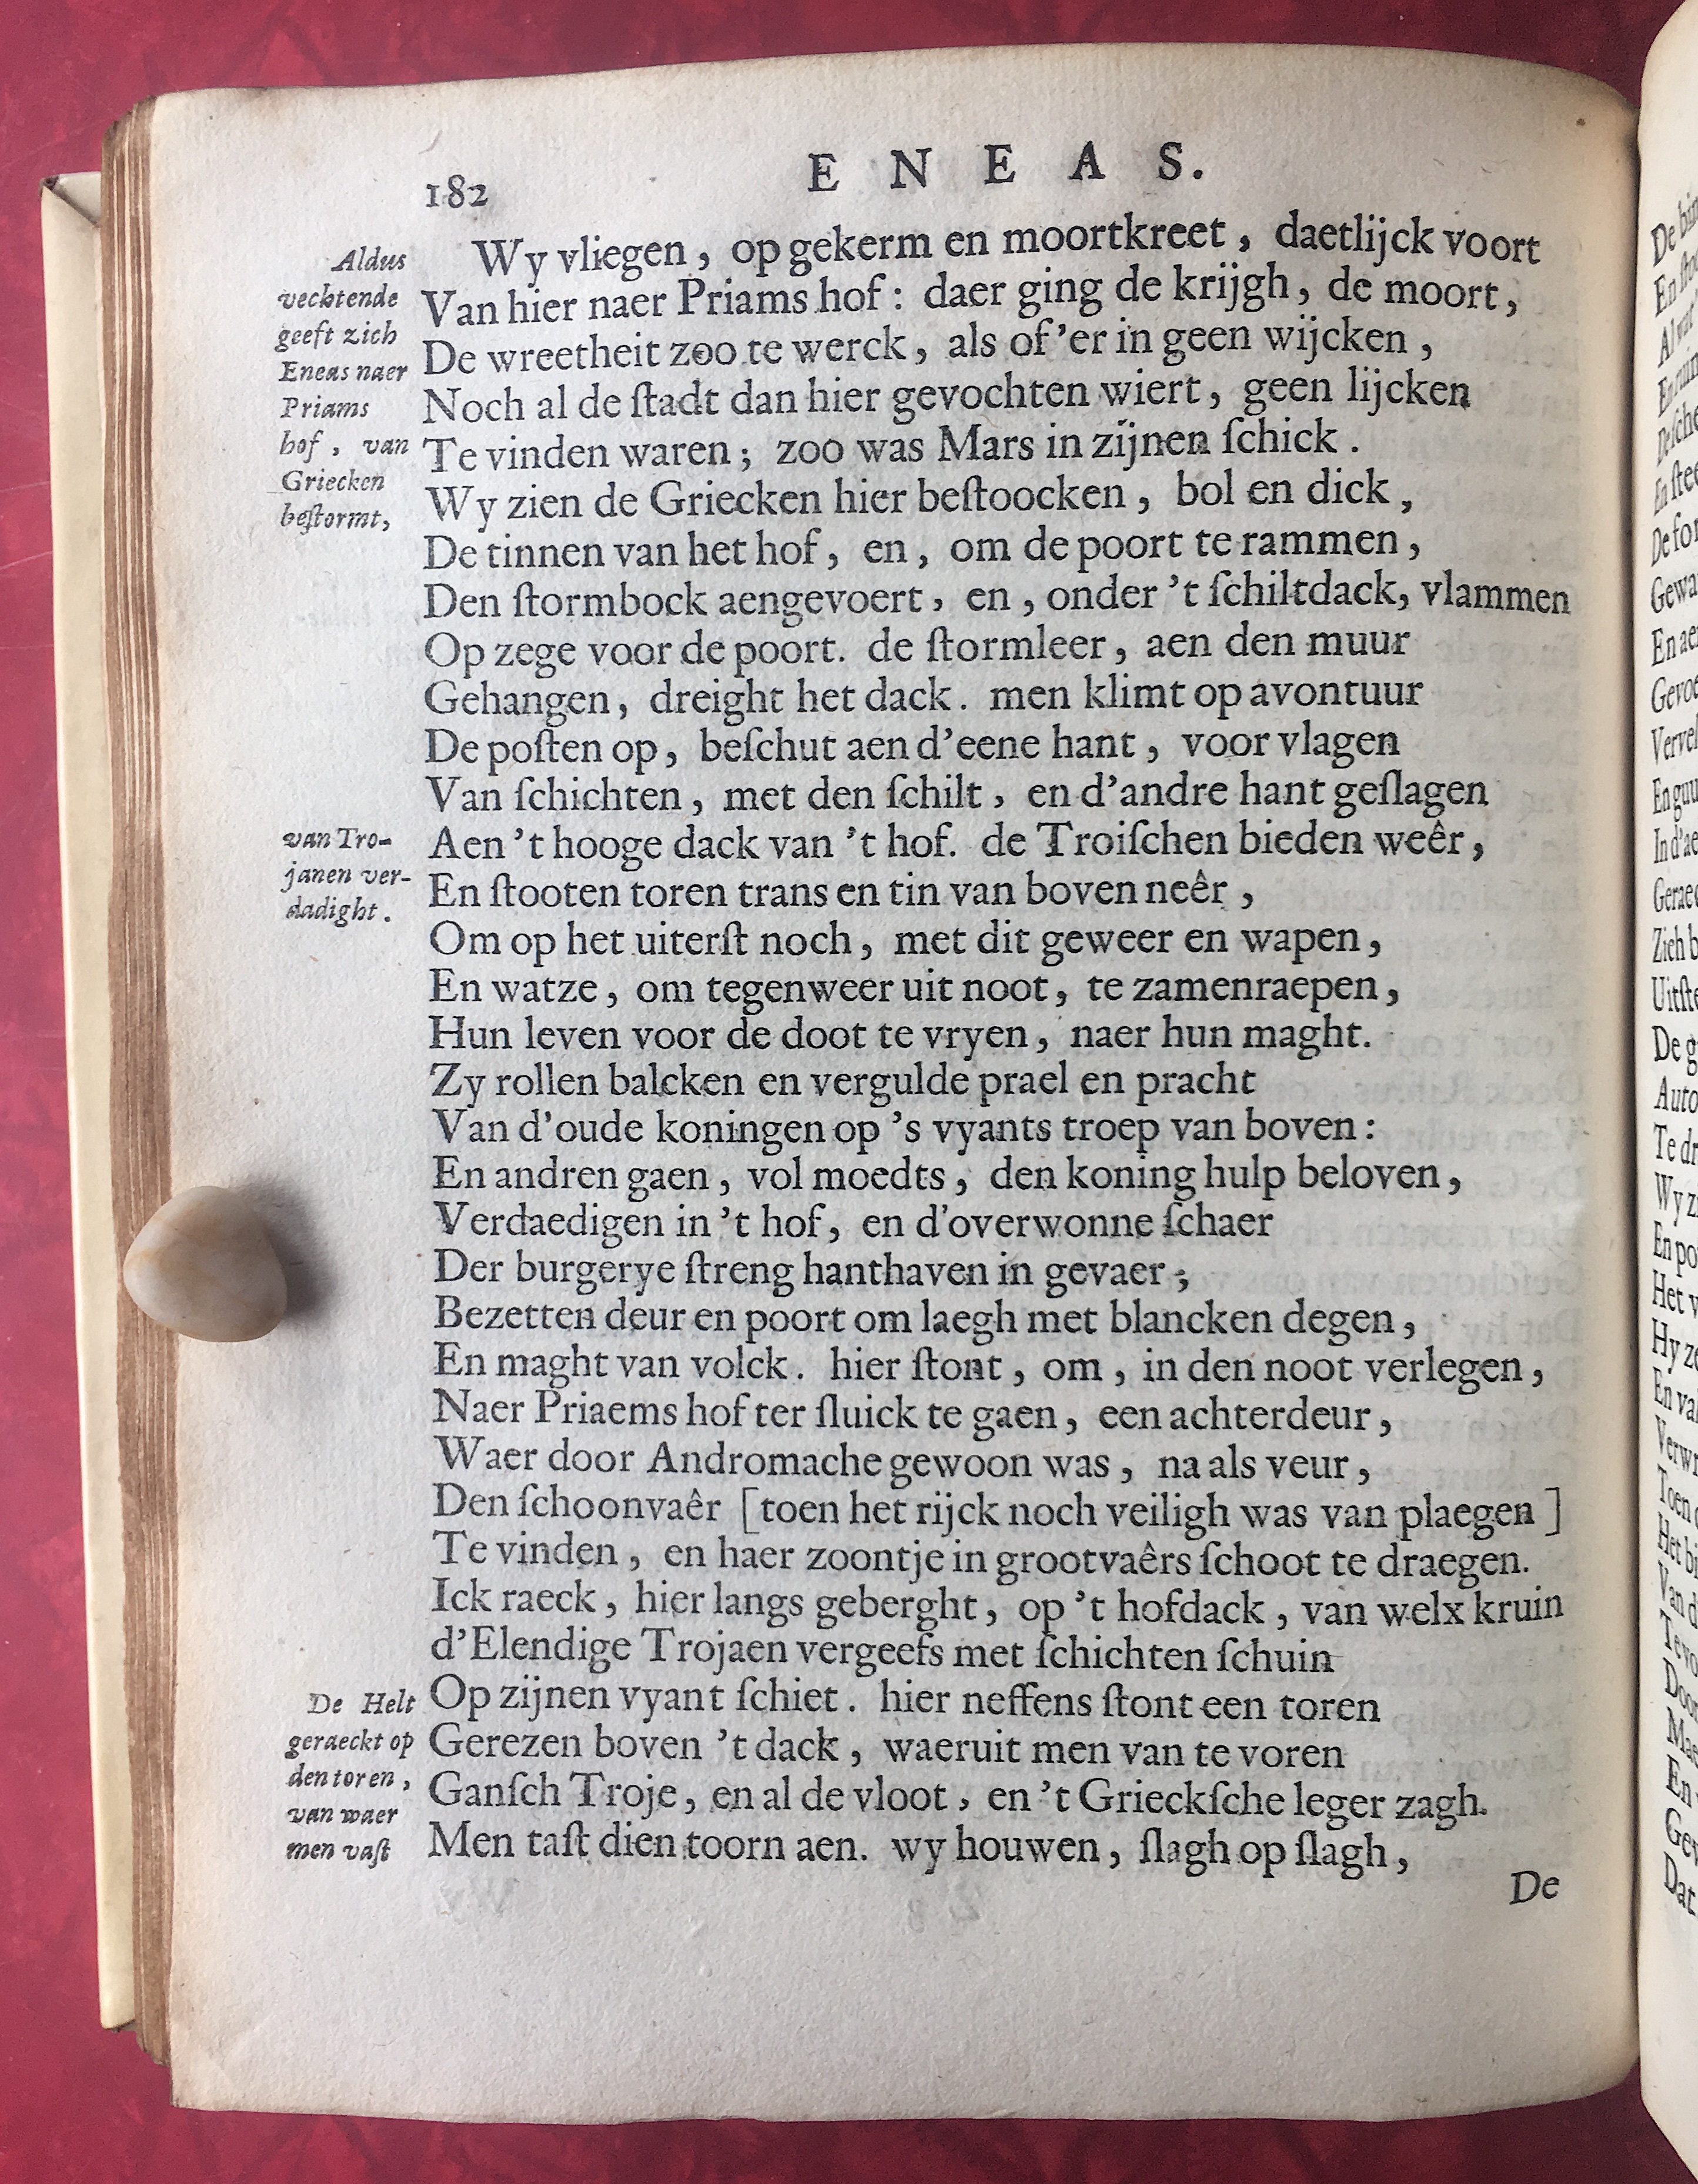 182
E N E A S.
Aldus
vechtende
geeft zich
Eneas naer
Priams
hof, van
Griecken
beſtormt,
Wy vliegen, op gekerm en moortkreet, daetlijck voort
Van hier naer Priams hof: daer ging de krijgh, de moort,
De wreetheit zoo te werck, als of'er in geen wijcken,
Noch al de ſtadt dan hier gevochten wiert, geen lijcken
Te vinden waren; zoo was Mars in zijnen ſchick.
Wy zien de Griecken hier beſtoocken, bol en dick,
De tinnen van het hof, en, om de poort te rammen,
Den ſtormbock aengevoert, en, onder 't ſchiltdack, vlammen
Op zege voor de poort. de ſtormleer, aen den muur
Gehangen, dreight het dack. men klimt op avontuur
De poſten op, beſchut aen d'eene hant, voor vlagen
Van ſchichten, met den ſchilt, en d'andre hant geſlagen
van Tro-
janen ver-
dadight.
Aen 't hooge dack van 't hof. de Troiſchen bieden weêr,
En ſtooten toren trans en tin van boven neêr,
Om op het uiterſt noch, met dit geweer en wapen,
En watze, om tegenweer uit noot, te zamenraepen,
Hun leven voor de doot te vryen, naer hun maght.
Zy rollen balcken en vergulde prael en pracht
Van d'oude koningen op 's vyants troep van boven:
En andren gaen, vol moedts, den koning hulp beloven,
Verdaedigen in 't hof, en d'overwonne ſchaer
Der burgerye ſtreng hanthaven in gevaer;
Bezetten deur en poort om laegh met blancken degen,
En maght van volck. hier ſtont, om, in den noot verlegen,
Naer Priaems hof ter ſluick te gaen, een achterdeur,
Waer door Andromache gewoon was, na als veur,
Den ſchoonvaêr [toen het rijck noch veiligh was van plaegen]
Te vinden, en haer zoontje in grootvaêrs ſchoot te draegen.
Ick raeck, hier langs geberght, op 't hofdack, van welx kruin
d'Elendige Trojaen vergeefs met ſchichten ſchuin
De Helt
geraeckt op
den toren,
van waer
men vaſt
Op zijnen vyant ſchiet. hier neffens ſtont een toren
Gerezen boven 't dack, waeruit men van te voren
Ganſch Troje, en al de vloot, en 't Griecksche leger zagh.
Men taſt dien toorn aen. wy houwen, ſlagh op ſlagh,
De